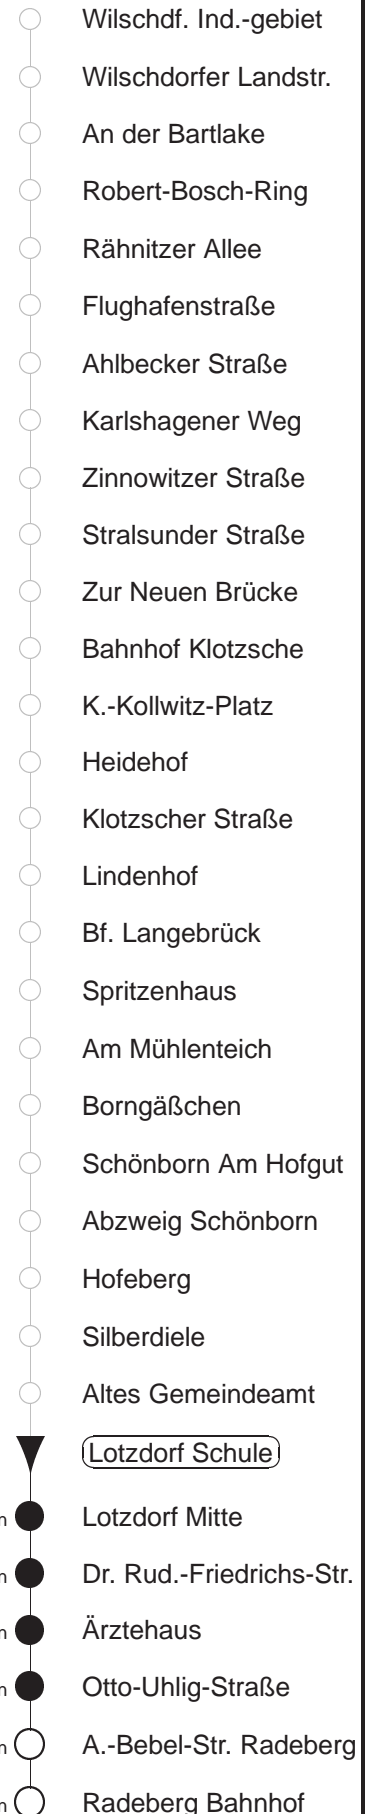 Wilschdf. Ind.-gebiet
Wilschdorfer Landstr.
An der Bartlake
Robert-Bosch-Ring
Rähnitzer Allee
Flughafenstraße
Ahlbecker Straße
Karlshagener Weg
Zinnowitzer Straße
Stralsunder Straße
Zur Neuen Brücke
Bahnhof Klotzsche
K.-Kollwitz-Platz
Heidehof
Klotzscher Straße
Lindenhof
Bf. Langebrück
Spritzenhaus
Am Mühlenteich
Borngäßchen
Schönborn Am Hofgut
Abzweig Schönborn
Hofeberg
Silberdiele
Altes Gemeindeamt
Lotzdorf Schule
Lotzdorf Mitte
Dr. Rud.-Friedrichs-Str.
Ärztehaus
Otto-Uhlig-Straße
A.-Bebel-Str. Radeberg
Radeberg Bahnhof